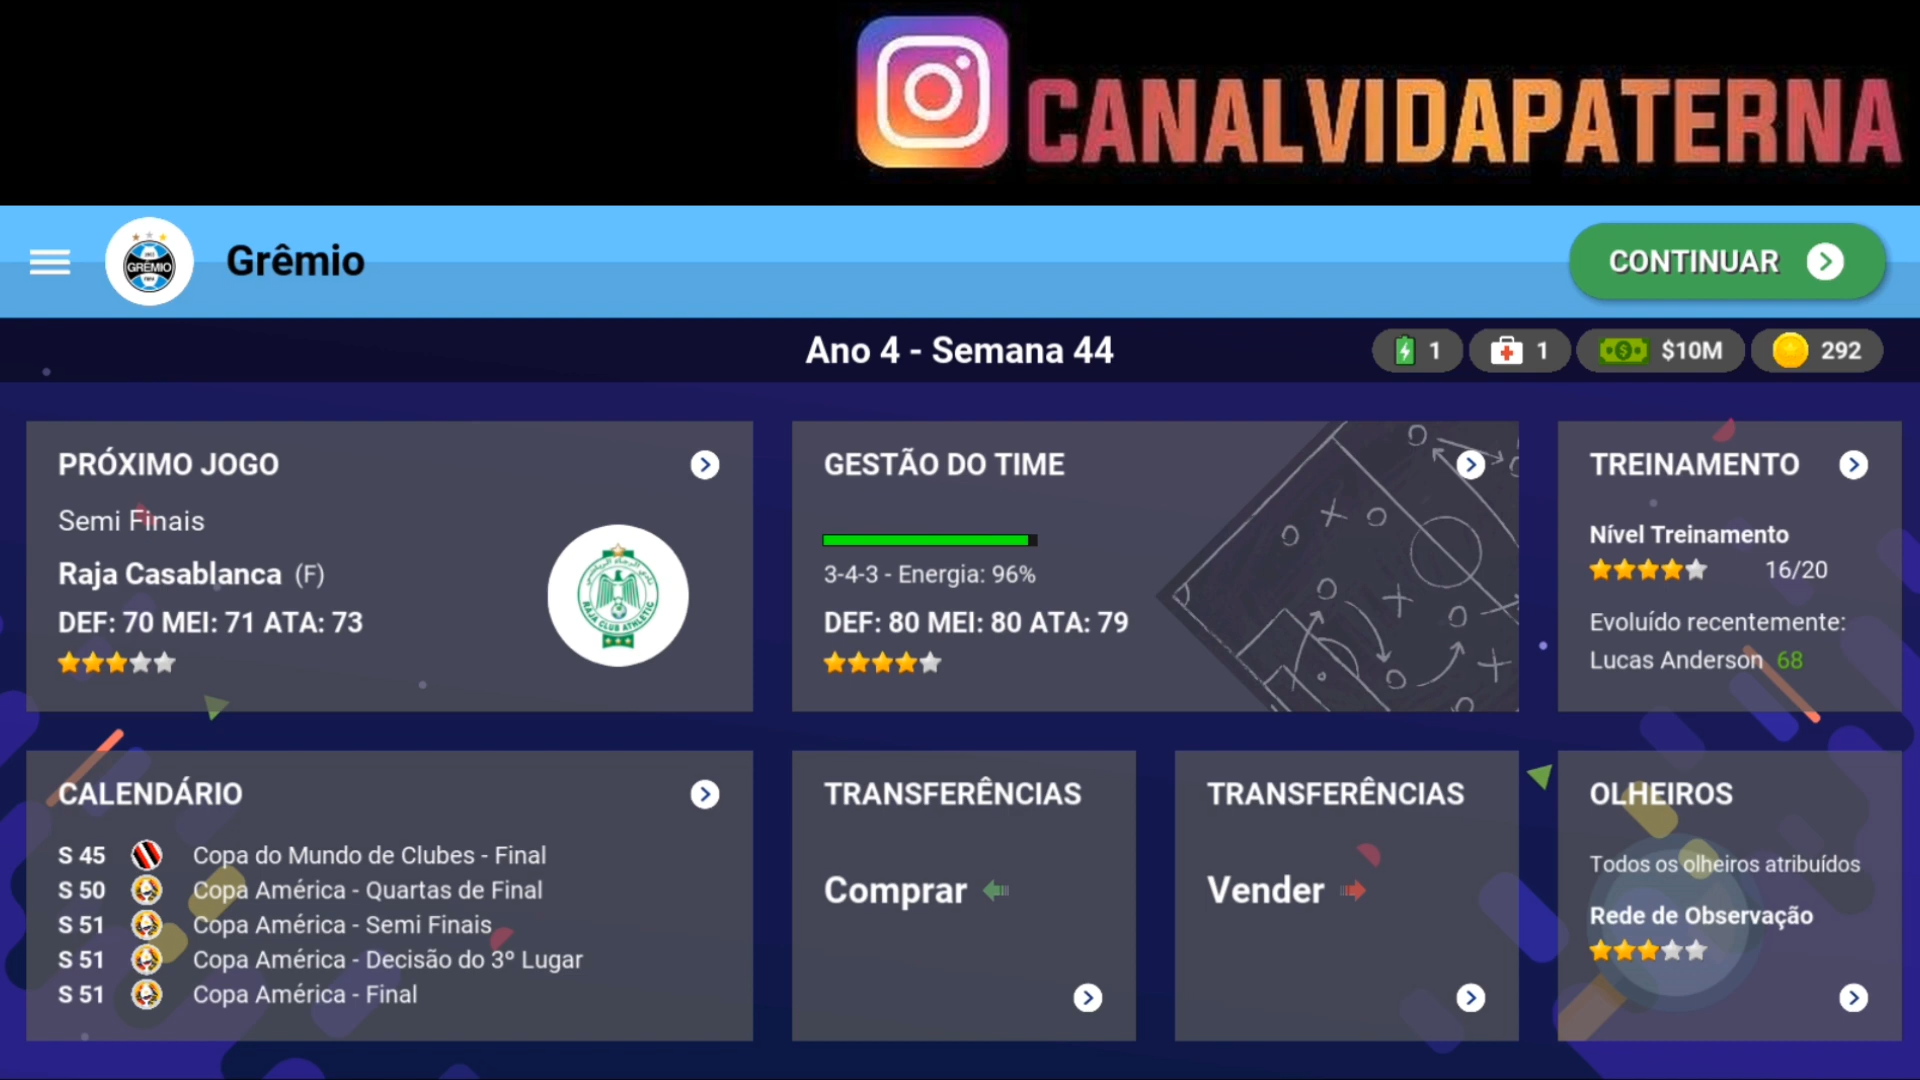 CANALVIDAPATERNA
GRÊMIO
Grêmio
CONTINUAR
Ano 4 - Semana 44
1
1
$10M
292
PRÓXIMO JOGO
Semi Finais
Raja Casablanca (F)
DEF: 70 MEI: 71 ATA: 73
RAJA CLUB ATHLETIC
GESTÃO DO TIME
3-4-3 - Energia: 96%
DEF: 80 MEI: 80 ATA: 79
TREINAMENTO
Nível Treinamento
16/20
Evoluído recentemente:
Lucas Anderson 68
CALENDÁRIO
S 45 Copa do Mundo de Clubes - Final
S 50 Copa América - Quartas de Final
S 51 Copa América - Semi Finais
S 51 Copa América - Decisão do 3º Lugar
S 51 Copa América - Final
TRANSFERÊNCIAS
Comprar
TRANSFERÊNCIAS
Vender
OLHEIROS
Todos os olheiros atribuídos
Rede de Observação